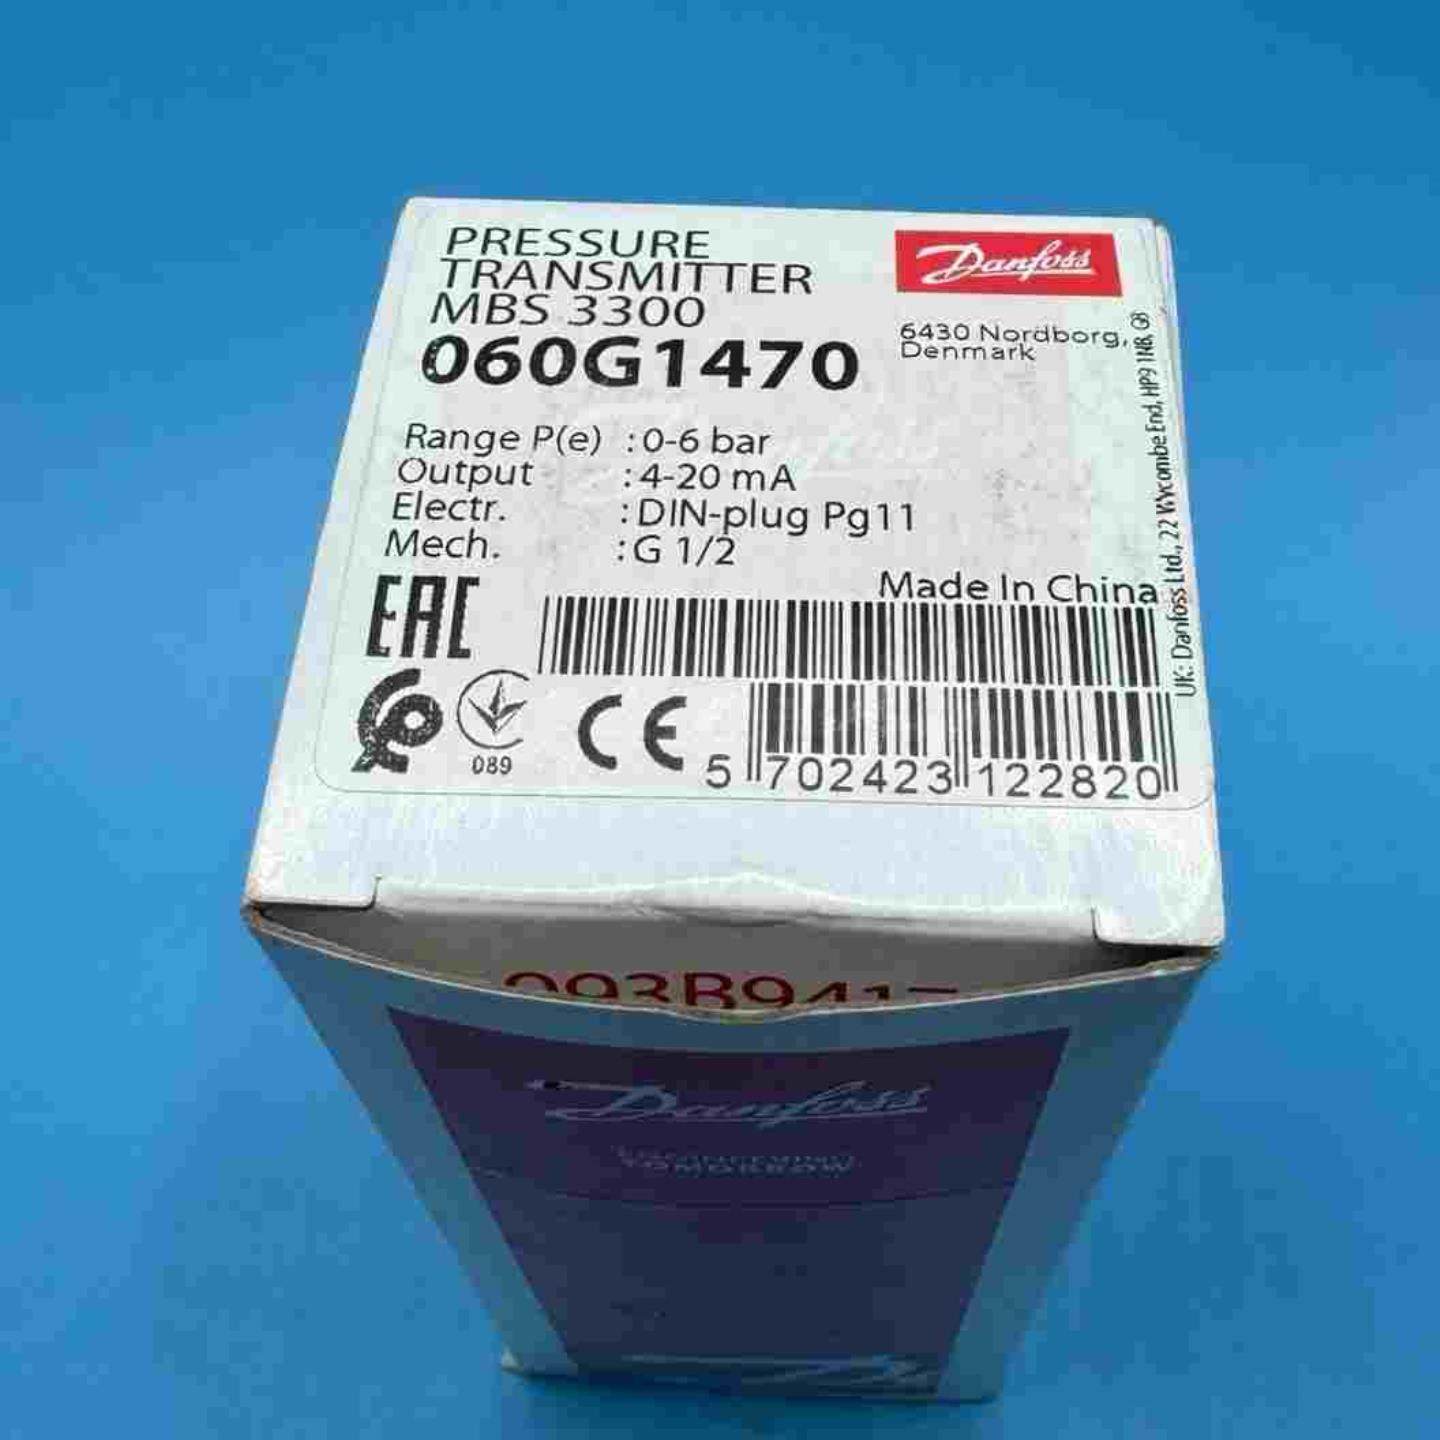 PRESSURE
TRANSMITTER
MBS 3300
060G1470
Danfoss
6430 Nordborg,
Denmark
Range P(e) :0-6 bar
Output :4-20 mA
Electr. :DIN-plug Pg11
Mech. :G 1/2
Made In China
UK: Danfoss Ltd., 22 Wycombe End, HP9 1NB, GB
EAC
089
CE
5 702423 122820
Danfoss
ENGINEERING
TOMORROW